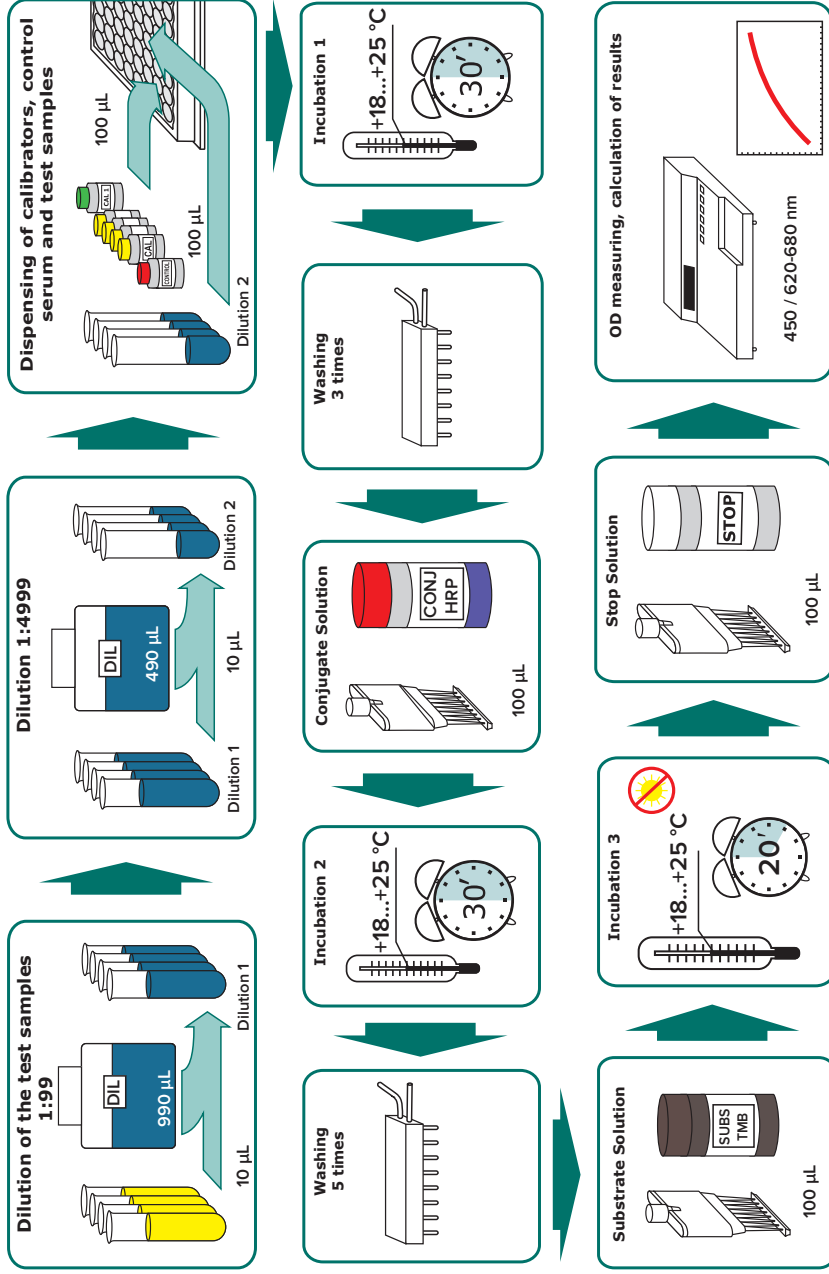 Dilution of the test samples
1:99
DIL
990 µL
10 µL
Dilution 1
Dilution 1:4999
DIL
490 µL
10 µL
Dilution 1
Dilution 2
Dispensing of calibrators, control
serum and test samples
100 µL
CAL 1
CAL
CONTROL
100 µL
Dilution 2
Incubation 1
+18...+25 °C
30′
Washing
3 times
Conjugate Solution
CONJ
HRP
100 µL
Incubation 2
+18...+25 °C
30′
Washing
5 times
Substrate Solution
SUBS
TMB
100 µL
Incubation 3
+18...+25 °C
20′
Stop Solution
STOP
100 µL
OD measuring, calculation of results
450 / 620-680 nm